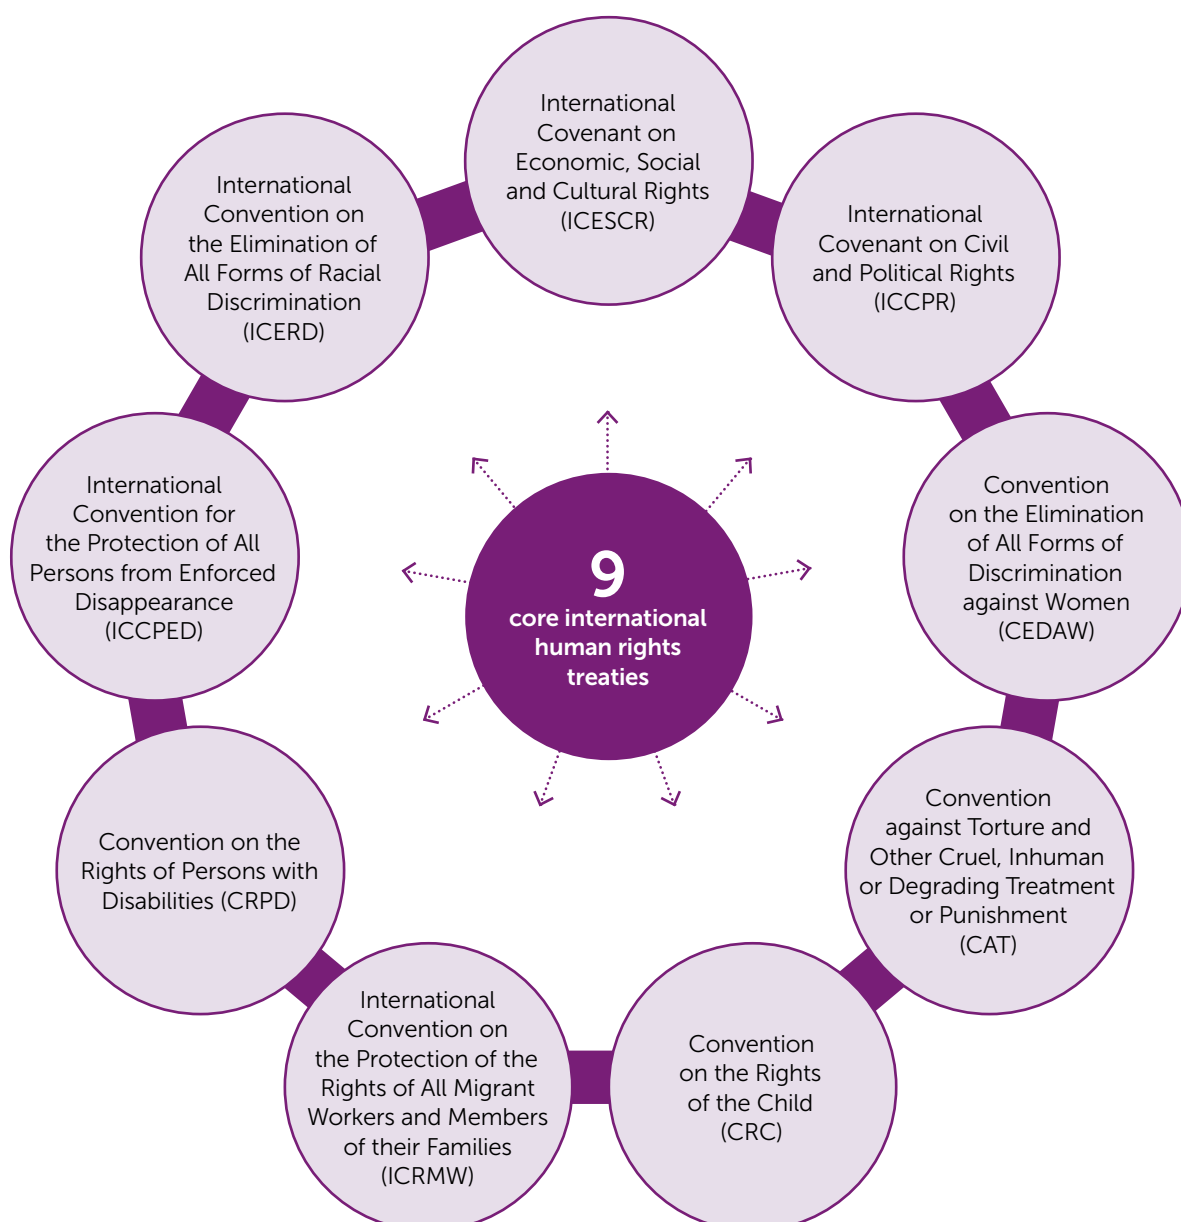 International
Covenant on
Economic, Social
and Cultural Rights
(ICESCR)
International
Covenant on Civil
and Political Rights
(ICCPR)
Convention
on the Elimination
of All Forms of
Discrimination
against Women
(CEDAW)
Convention
against Torture and
Other Cruel, Inhuman
or Degrading Treatment
or Punishment
(CAT)
Convention
on the Rights
of the Child
(CRC)
International
Convention on
the Protection of the
Rights of All Migrant
Workers and Members
of their Families
(ICRMW)
Convention on the
Rights of Persons with
Disabilities (CRPD)
International
Convention for
the Protection of All
Persons from Enforced
Disappearance
(ICCPED)
International
Convention on
the Elimination of
All Forms of Racial
Discrimination
(ICERD)
9
core international
human rights
treaties